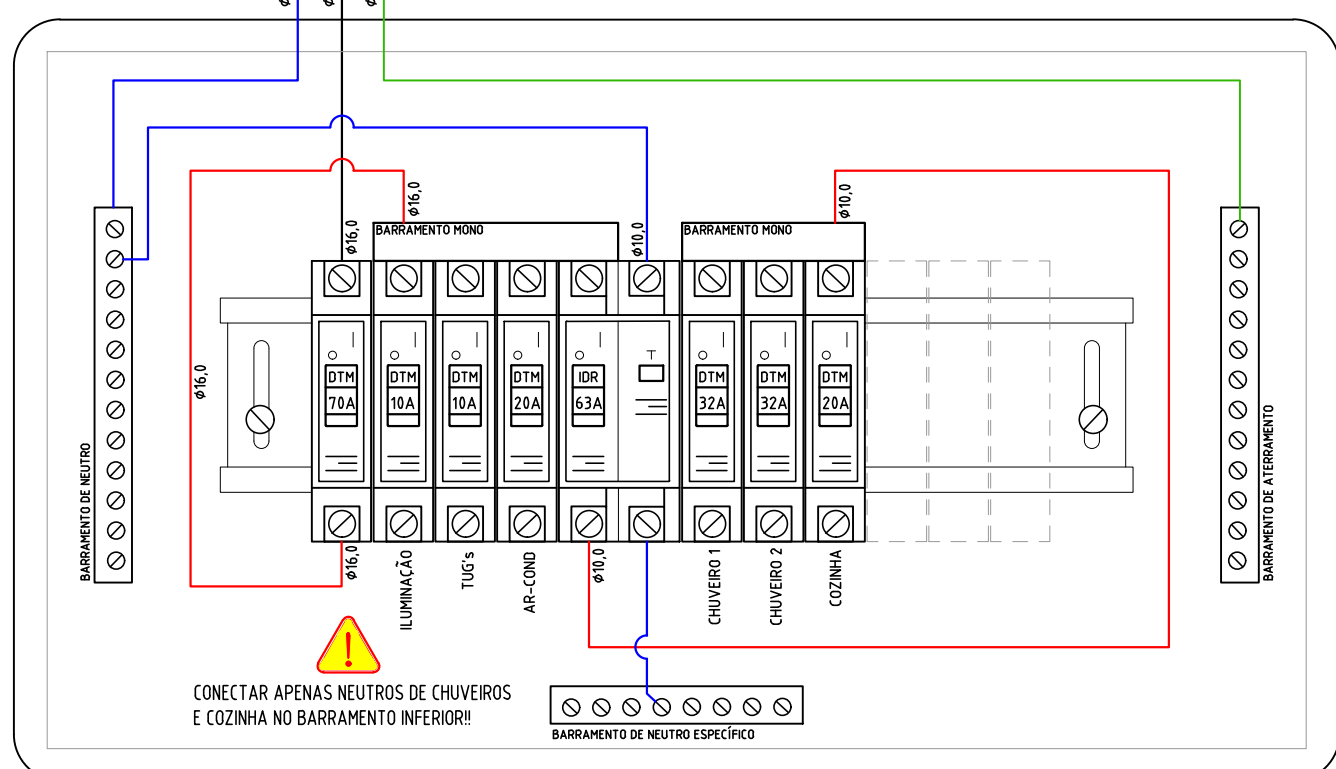 φ16,0
φ16,0
φ10,0
φ10,0
BARRAMENTO MONO
BARRAMENTO MONO
I
I
I
I
I
T
I
I
I
DTM
DTM
DTM
DTM
IDR
DTM
DTM
DTM
70A
10A
10A
20A
63A
32A
32A
20A
φ16,0
BARRAMENTO DE NEUTRO
BARRAMENTO DE ATERRAMENTO
φ16,0
ILUMINAÇÃO
TUG's
AR-COND
φ10,0
CHUVEIRO 1
CHUVEIRO 2
COZINHA
!
CONECTAR APENAS NEUTROS DE CHUVEIROS
E COZINHA NO BARRAMENTO INFERIOR!!
BARRAMENTO DE NEUTRO ESPECÍFICO